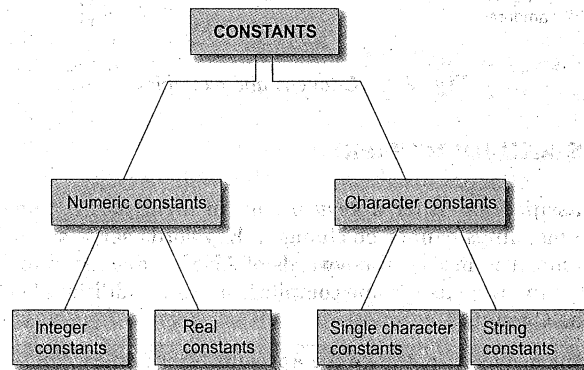 CONSTANTS
Numeric constants
Character constants
Integer
constants
Real
constants
Single character
constants
String
constants